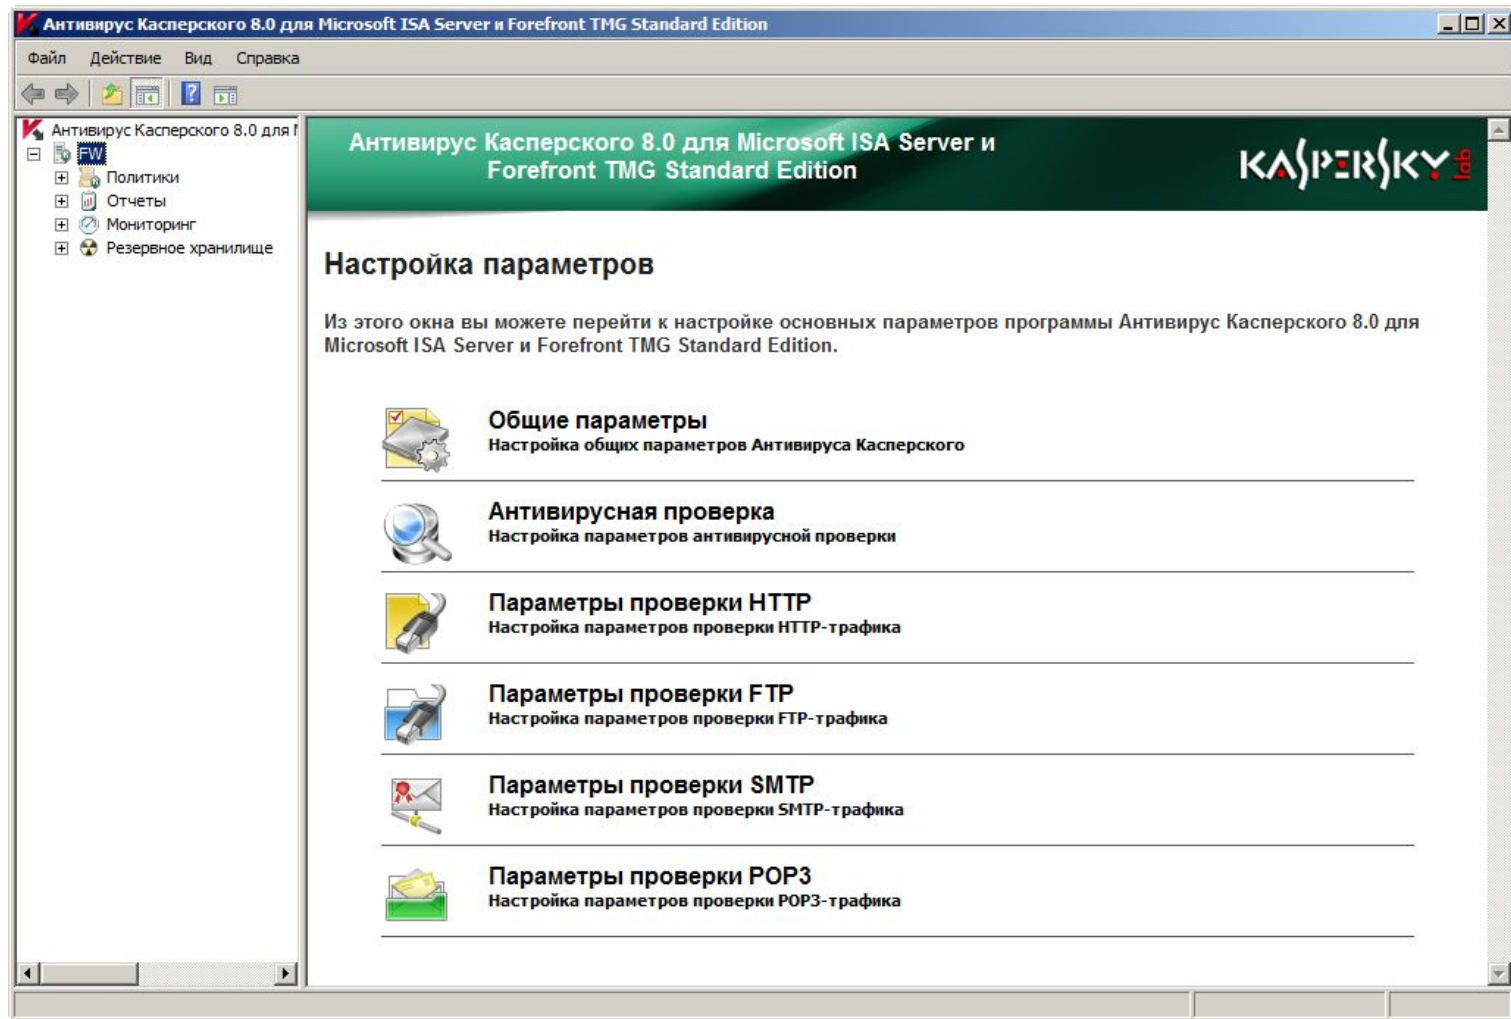 Антивирус Касперского 8.0 для Microsoft ISA Server и Forefront TMG Standard Edition
Файл Действие Вид Справка
Антивирус Касперского 8.0 для
FW
Политики
Отчеты
Мониторинг
Резервное хранилище
Антивирус Касперского 8.0 для Microsoft ISA Server и
Forefront TMG Standard Edition
KASPERSKY lab
Настройка параметров
Из этого окна вы можете перейти к настройке основных параметров программы Антивирус Касперского 8.0 для
Microsoft ISA Server и Forefront TMG Standard Edition.
Общие параметры
Настройка общих параметров Антивируса Касперского
Антивирусная проверка
Настройка параметров антивирусной проверки
Параметры проверки HTTP
Настройка параметров проверки HTTP-трафика
Параметры проверки FTP
Настройка параметров проверки FTP-трафика
Параметры проверки SMTP
Настройка параметров проверки SMTP-трафика
Параметры проверки POP3
Настройка параметров проверки POP3-трафика